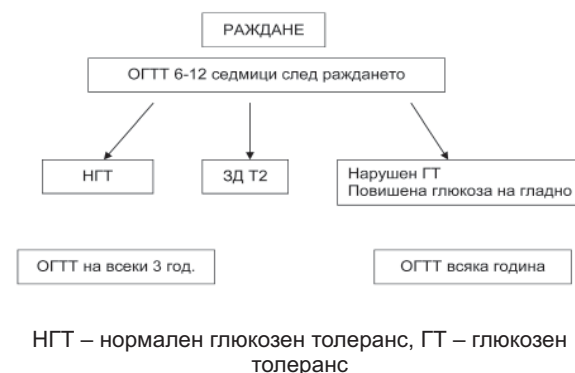 РАЖДАНЕ
ОГТТ 6-12 седмици след раждането
НГТ
ЗД Т2
Нарушен ГТ
Повишена глюкоза на гладно
ОГТТ на всеки 3 год.
ОГТТ всяка година
НГТ – нормален глюкозен толеранс, ГТ – глюкозен
толеранс